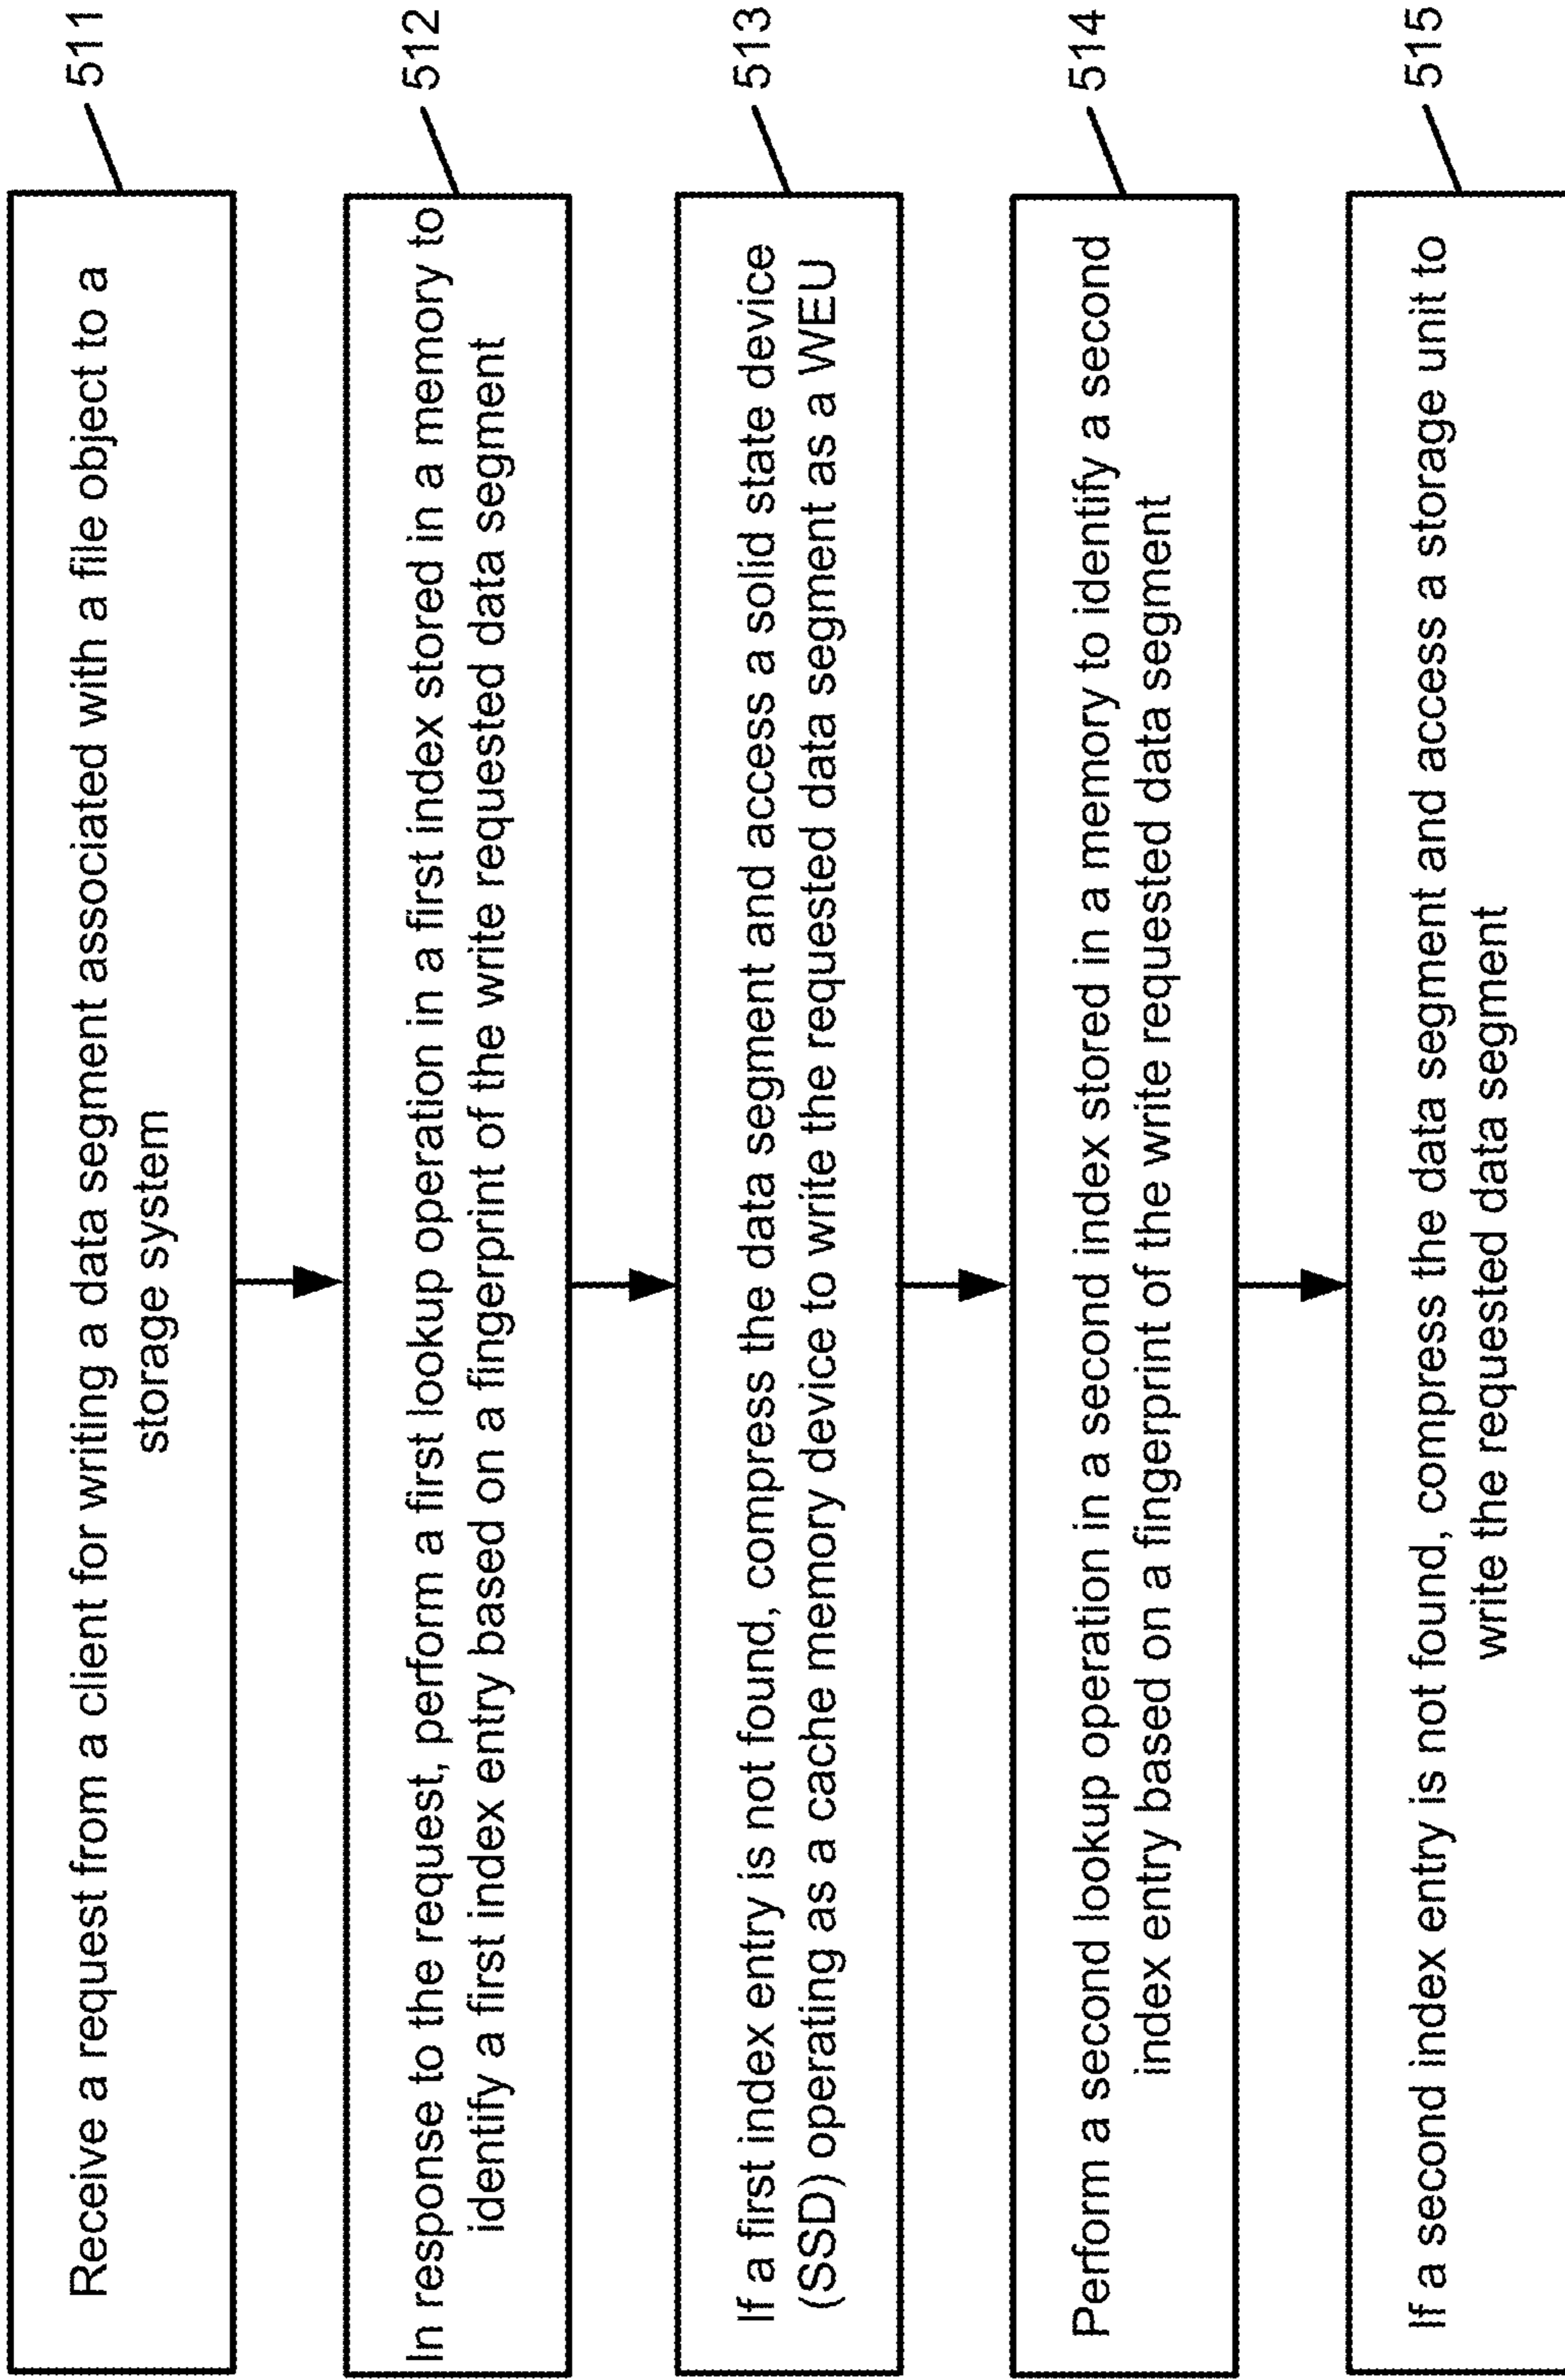 Receive a request from a client for writing a data segment associated with a file object to a
storage system
511
In response to the request, perform a first lookup operation in a first index stored in a memory to
identify a first index entry based on a fingerprint of the write requested data segment
512
If a first index entry is not found, compress the data segment and access a solid state device
(SSD) operating as a cache memory device to write the requested data segment as a WEU
513
Perform a second lookup operation in a second index stored in a memory to identify a second
index entry based on a fingerprint of the write requested data segment
514
If a second index entry is not found, compress the data segment and access a storage unit to
write the requested data segment
515